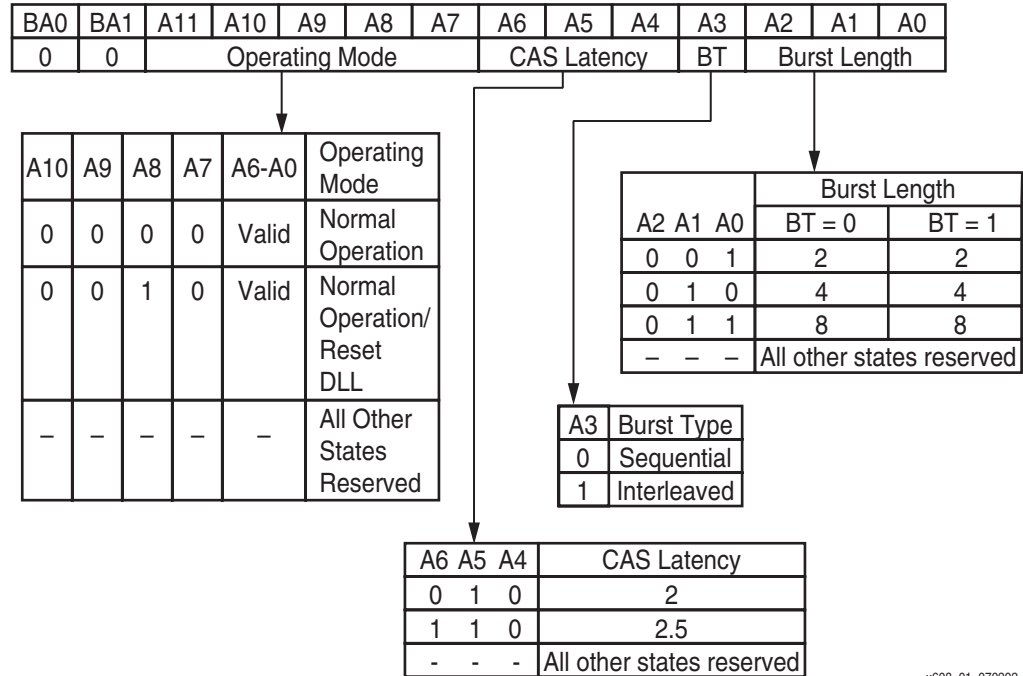 BA0 BA1 A11 A10 A9 A8 A7 A6 A5 A4 A3 A2 A1 A0
0 0 Operating Mode CAS Latency BT Burst Length
A10 A9 A8 A7 A6-A0 Operating Mode
0 0 0 0 Valid Normal Operation
0 0 1 0 Valid Normal Operation/ Reset DLL
– – – – – All Other States Reserved
Burst Length
A2 A1 A0 BT = 0 BT = 1
0 0 1 2 2
0 1 0 4 4
0 1 1 8 8
– – – All other states reserved
A3 Burst Type
0 Sequential
1 Interleaved
A6 A5 A4 CAS Latency
0 1 0 2
1 1 0 2.5
- - - All other states reserved